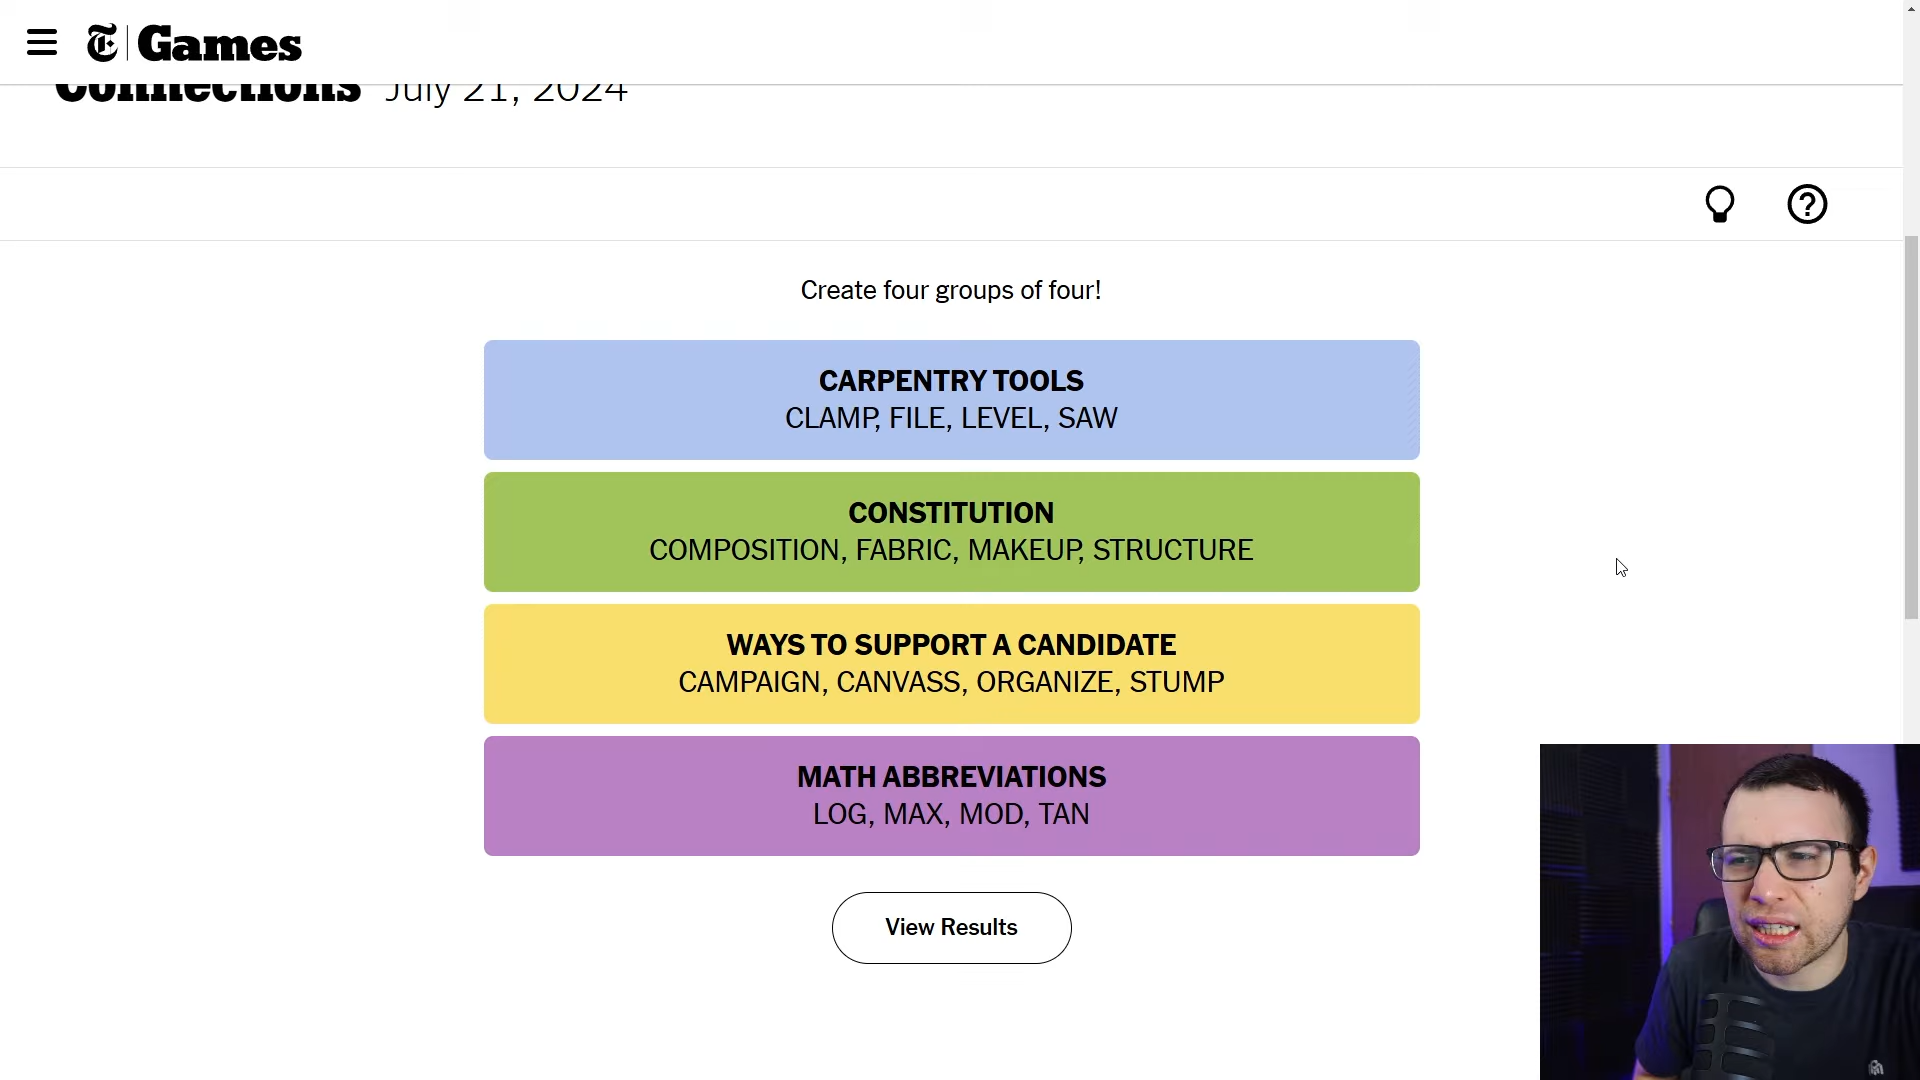 Games
Connections July 21, 2024
Create four groups of four!
CARPENTRY TOOLS
CLAMP, FILE, LEVEL, SAW
CONSTITUTION
COMPOSITION, FABRIC, MAKEUP, STRUCTURE
WAYS TO SUPPORT A CANDIDATE
CAMPAIGN, CANVASS, ORGANIZE, STUMP
MATH ABBREVIATIONS
LOG, MAX, MOD, TAN
View Results